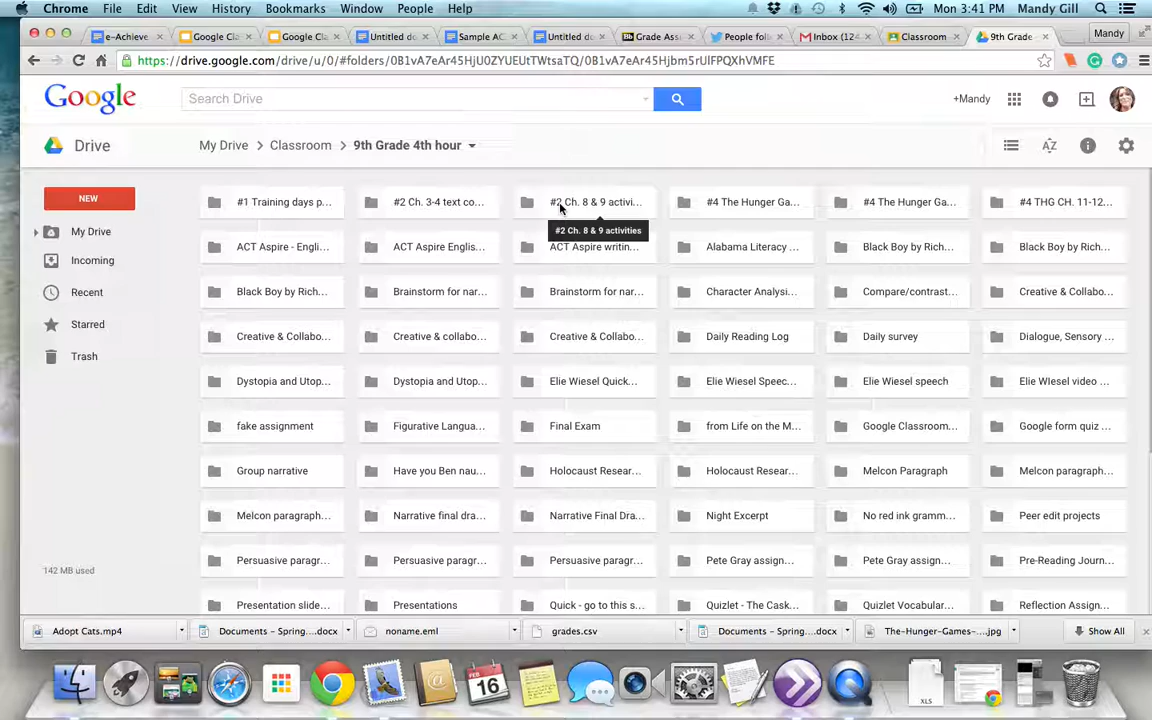 Chrome File Edit View History Bookmarks Window People Help Mon 3:41 PM Mandy Gill
e-Achieve Google Cla Google Cla Untitled do Sample AC Untitled do Grade Ass People foll Inbox (124 Classroom 9th Grade Mandy
https://drive.google.com/drive/u/0/#folders/0B1vA7eAr45HjU0ZYUEUtTWtsaTQ/0B1vA7eAr45Hjbm5rUlFPQXhVMFE
Google Search Drive +Mandy
Drive My Drive Classroom 9th Grade 4th hour AZ
NEW #1 Training days p... #2 Ch. 3-4 text co... #2 Ch. 8 & 9 activi... #4 The Hunger Ga... #4 The Hunger Ga... #4 THG CH. 11-12...
My Drive #2 Ch. 8 & 9 activities
ACT Aspire - Engli... ACT Aspire Englis... ACT Aspire writin... Alabama Literacy ... Black Boy by Rich... Black Boy by Rich...
Incoming
Recent Black Boy by Rich... Brainstorm for nar... Brainstorm for nar... Character Analysi... Compare/contrast... Creative & Collabo...
Starred
Creative & Collabo... Creative & collabo... Creative & Collabo... Daily Reading Log Daily survey Dialogue, Sensory ...
Trash
Dystopia and Utop... Dystopia and Utop... Elie Wiesel Quick... Elie Wiesel Speec... Elie Wiesel speech Elie WIesel video ...
fake assignment Figurative Langua... Final Exam from Life on the M... Google Classroom... Google form quiz ...
Group narrative Have you Ben nau... Holocaust Resear... Holocaust Resear... Melcon Paragraph Melcon paragraph...
Melcon paragraph... Narrative final dra... Narrative Final Dra... Night Excerpt No red ink gramm... Peer edit projects
Persuasive paragr... Persuasive paragr... Persuasive paragr... Pete Gray assign... Pete Gray assign... Pre-Reading Journ...
142 MB used
Presentation slide... Presentations Quick - go to this s... Quizlet - The Cask... Quizlet Vocabular... Reflection Assign...
Adopt Cats.mp4 Documents – Spring....docx noname.eml grades.csv Documents – Spring....docx The-Hunger-Games-...jpg Show All
FEB
16
XLS